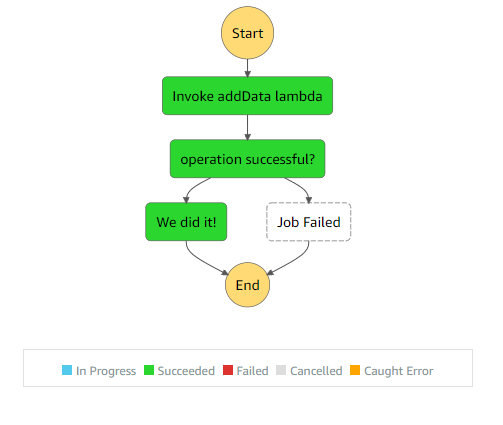 Start
Invoke addData lambda
operation successful?
We did it!
Job Failed
End
In Progress Succeeded Failed Cancelled Caught Error